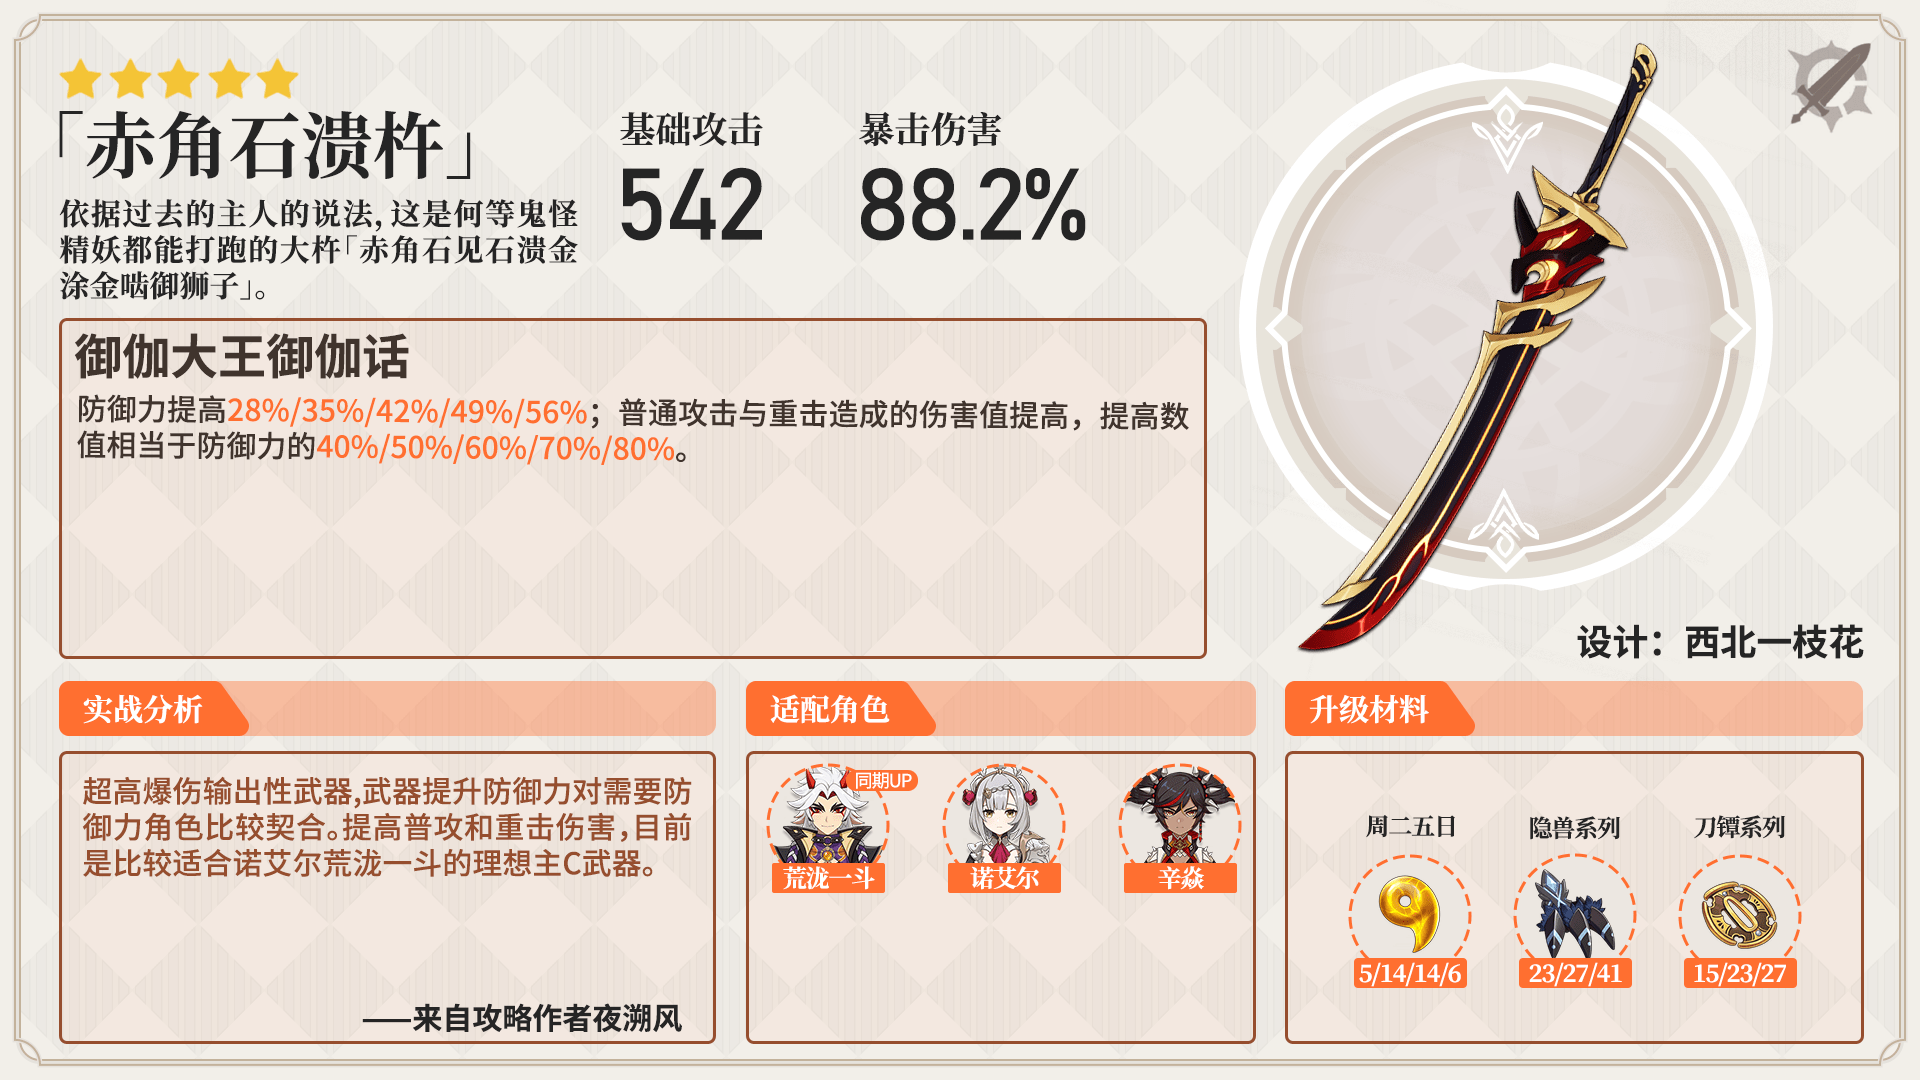 「赤角石溃杵」
依据过去的主人的说法,这是何等鬼怪
精妖都能打跑的大杵「赤角石见石溃金
涂金啮御狮子」。
基础攻击
542
暴击伤害
88.2%
御伽大王御伽话
防御力提高28%/35%/42%/49%/56%；普通攻击与重击造成的伤害值提高，提高数
值相当于防御力的40%/50%/60%/70%/80%。
设计：西北一枝花
实战分析
超高爆伤输出性武器,武器提升防御力对需要防
御力角色比较契合。提高普攻和重击伤害，目前
是比较适合诺艾尔荒泷一斗的理想主C武器。
——来自攻略作者夜溯风
适配角色
同期UP
荒泷一斗
诺艾尔
辛焱
升级材料
周二五日
隐兽系列
刀镡系列
5/14/14/6
23/27/41
15/23/27